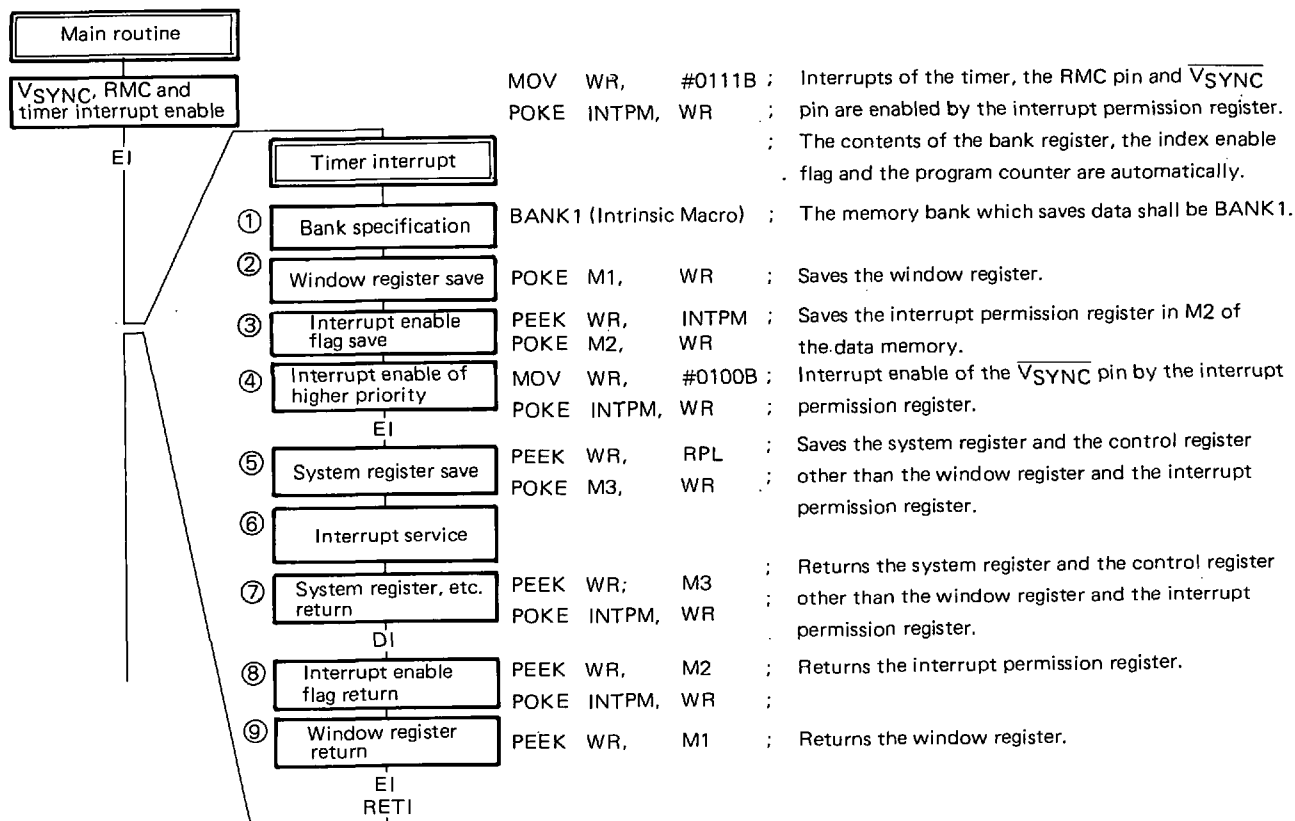 Main routine
VSYNC, RMC and
timer interrupt enable
EI
MOV WR, #0111B ; Interrupts of the timer, the RMC pin and VSYNC
POKE INTPM, WR ; pin are enabled by the interrupt permission register.
; The contents of the bank register, the index enable
. flag and the program counter are automatically.
Timer interrupt
① Bank specification BANK1 (Intrinsic Macro) ; The memory bank which saves data shall be BANK1.
② Window register save POKE M1, WR ; Saves the window register.
③ Interrupt enable PEEK WR, INTPM ; Saves the interrupt permission register in M2 of
flag save POKE M2, WR the data memory.
④ Interrupt enable of MOV WR, #0100B ; Interrupt enable of the VSYNC pin by the interrupt
higher priority POKE INTPM, WR ; permission register.
EI
⑤ System register save PEEK WR, RPL ; Saves the system register and the control register
POKE M3, WR ; other than the window register and the interrupt
permission register.
⑥ Interrupt service
; Returns the system register and the control register
⑦ System register, etc. PEEK WR; M3 ; other than the window register and the interrupt
return POKE INTPM, WR . permission register.
DI
⑧ Interrupt enable PEEK WR, M2 ; Returns the interrupt permission register.
flag return POKE INTPM, WR ;
⑨ Window register PEEK WR, M1 ; Returns the window register.
return
EI
RETI